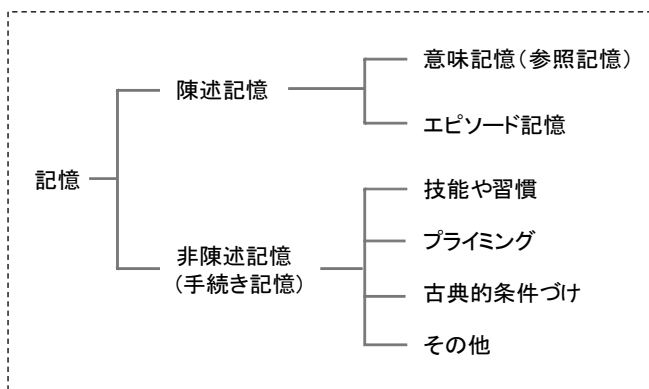 記憶
陳述記憶
意味記憶（参照記憶）
エピソード記憶
非陳述記憶
（手続き記憶）
技能や習慣
プライミング
古典的条件づけ
その他